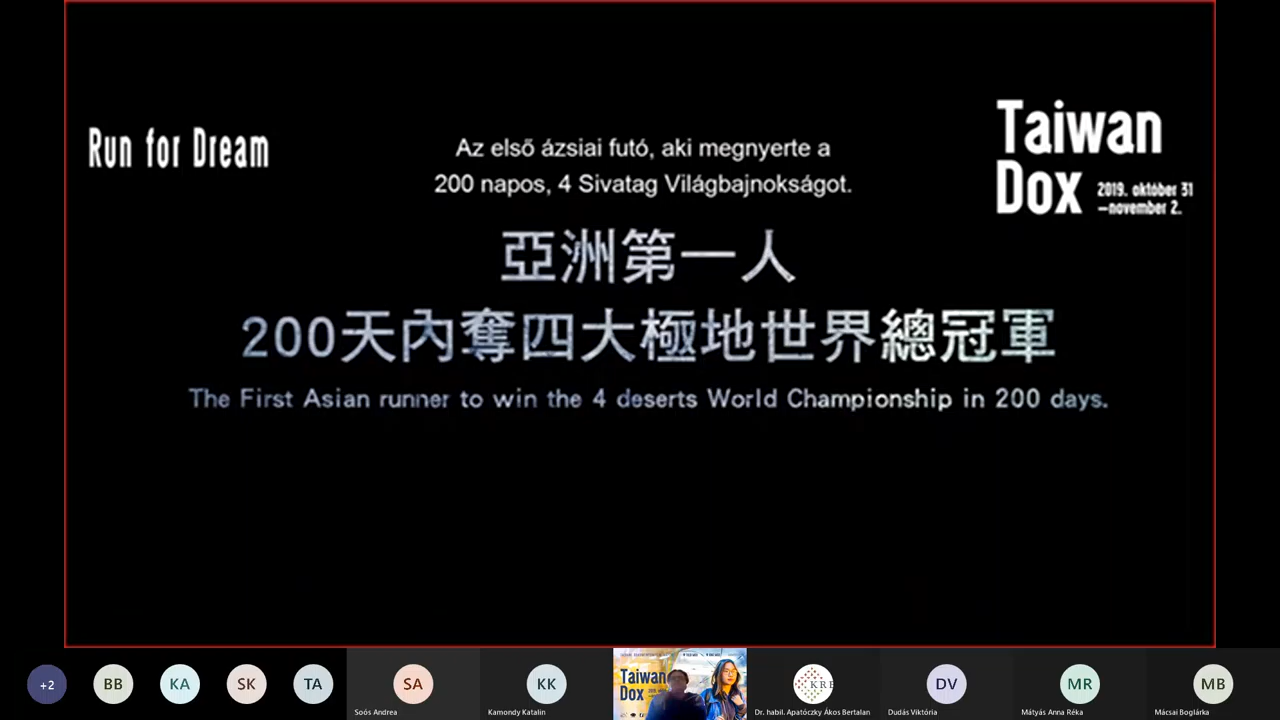 Run for Dream
Az első ázsiai futó, aki megnyerte a
200 napos, 4 Sivatag Világbajnokságot.
Taiwan
Dox
2019. október 31
–november 2.
亞洲第一人
200天內奪四大極地世界總冠軍
The First Asian runner to win the 4 deserts World Championship in 200 days.
+2
BB
KA
SK
TA
SA
Soós Andrea
KK
Kamondy Katalin
Taiwan
Dox
KRE
Dr. habil. Apatóczky Ákos Bertalan
DV
Dudás Viktória
MR
Mátyás Anna Réka
MB
Mácsai Boglárka